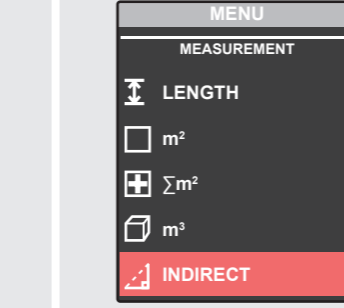 MENU
MEASUREMENT
LENGTH
m²
∑m²
m³
INDIRECT